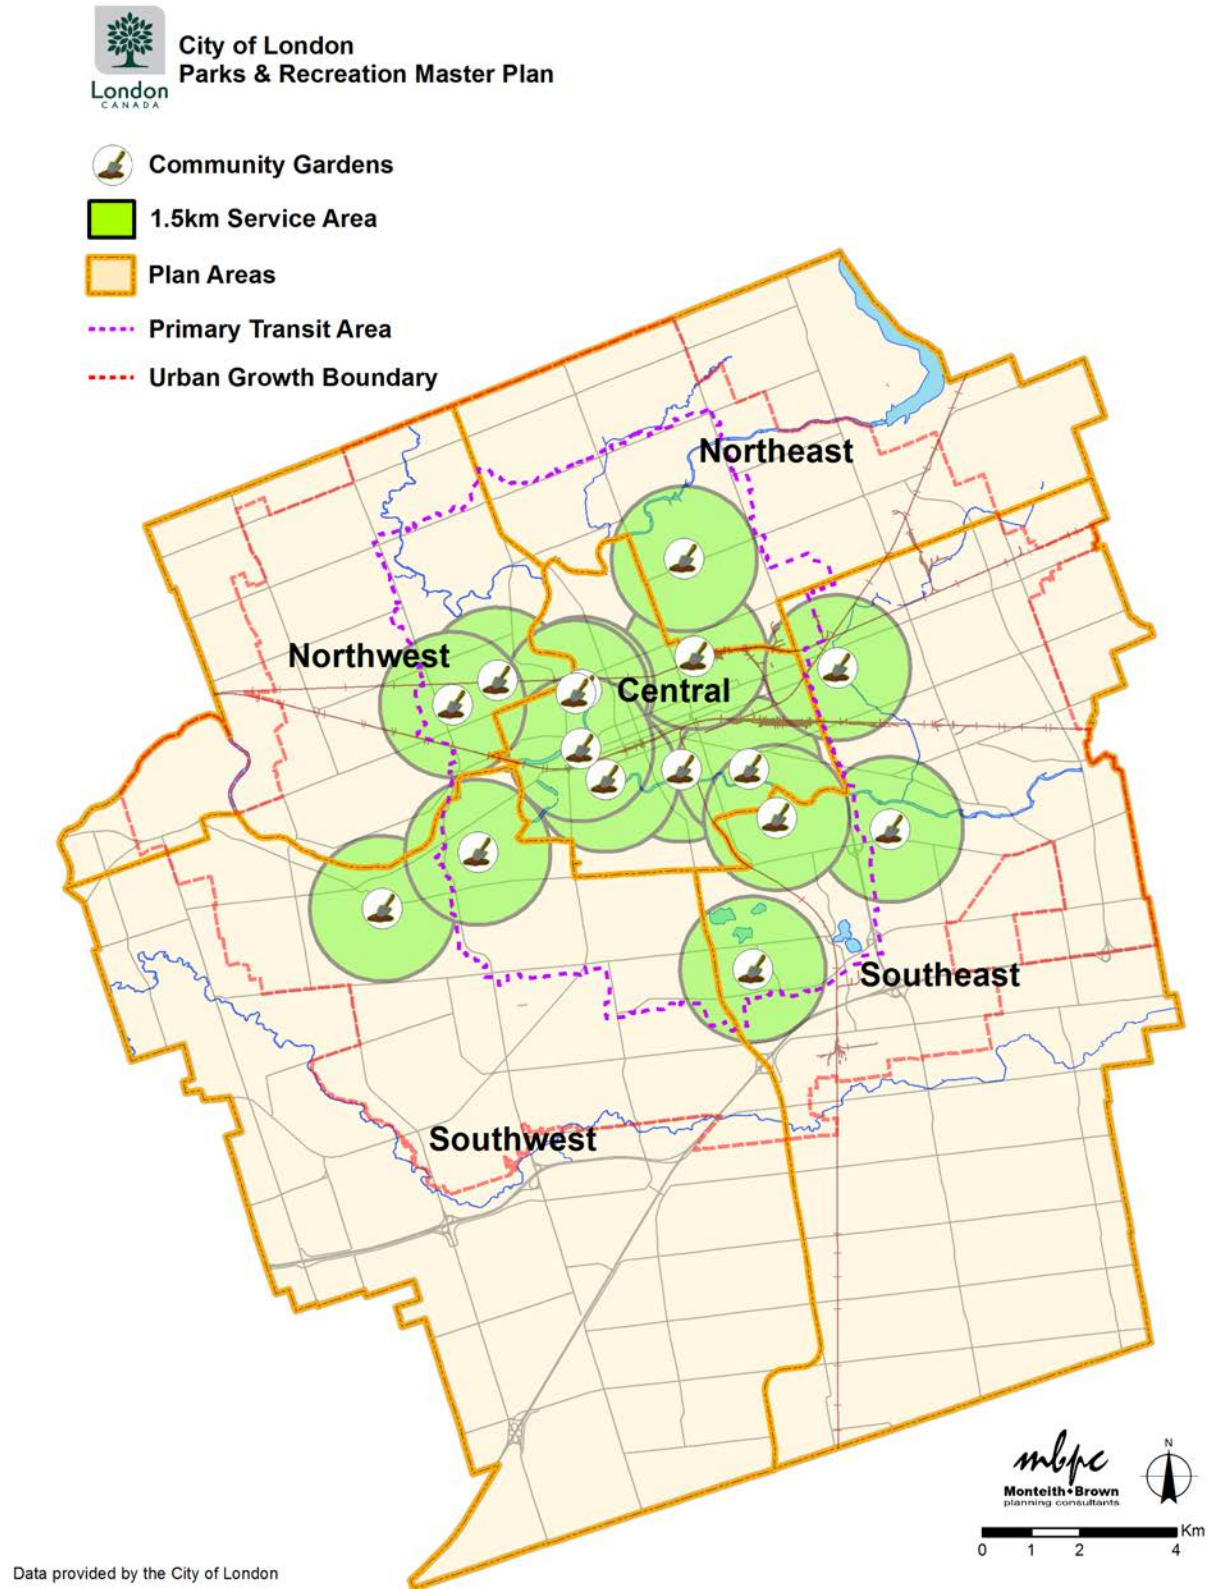 London
CANADA
City of London
Parks & Recreation Master Plan
Community Gardens
1.5km Service Area
Plan Areas
Primary Transit Area
Urban Growth Boundary
Northeast
Northwest
Central
Southeast
Southwest
mbpc
Monteith+Brown
planning consultants
N
Km
0 1 2 4
Data provided by the City of London